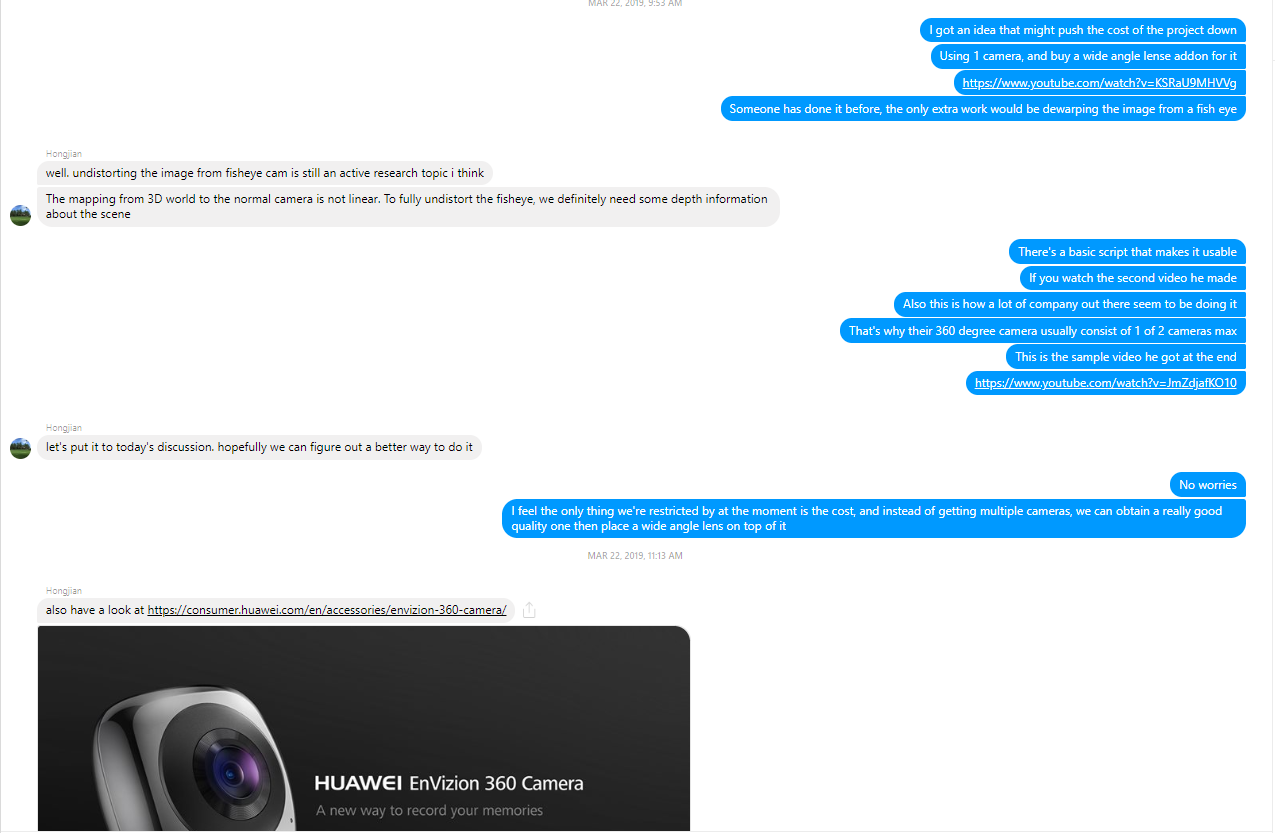 MAR 22, 2019, 9:53 AM
I got an idea that might push the cost of the project down
Using 1 camera, and buy a wide angle lense addon for it
https://www.youtube.com/watch?v=KSRaU9MHVVg
Someone has done it before, the only extra work would be dewarping the image from a fish eye
Hongjian
well. undistorting the image from fisheye cam is still an active research topic i think
The mapping from 3D world to the normal camera is not linear. To fully undistort the fisheye, we definitely need some depth information
about the scene
There's a basic script that makes it usable
If you watch the second video he made
Also this is how a lot of company out there seem to be doing it
That's why their 360 degree camera usually consist of 1 of 2 cameras max
This is the sample video he got at the end
https://www.youtube.com/watch?v=JmZdjafKO10
Hongjian
let's put it to today's discussion. hopefully we can figure out a better way to do it
No worries
I feel the only thing we're restricted by at the moment is the cost, and instead of getting multiple cameras, we can obtain a really good
quality one then place a wide angle lens on top of it
MAR 22, 2019, 11:13 AM
Hongjian
also have a look at https://consumer.huawei.com/en/accessories/envizion-360-camera/
HUAWEI EnVizion 360 Camera
A new way to record your memories